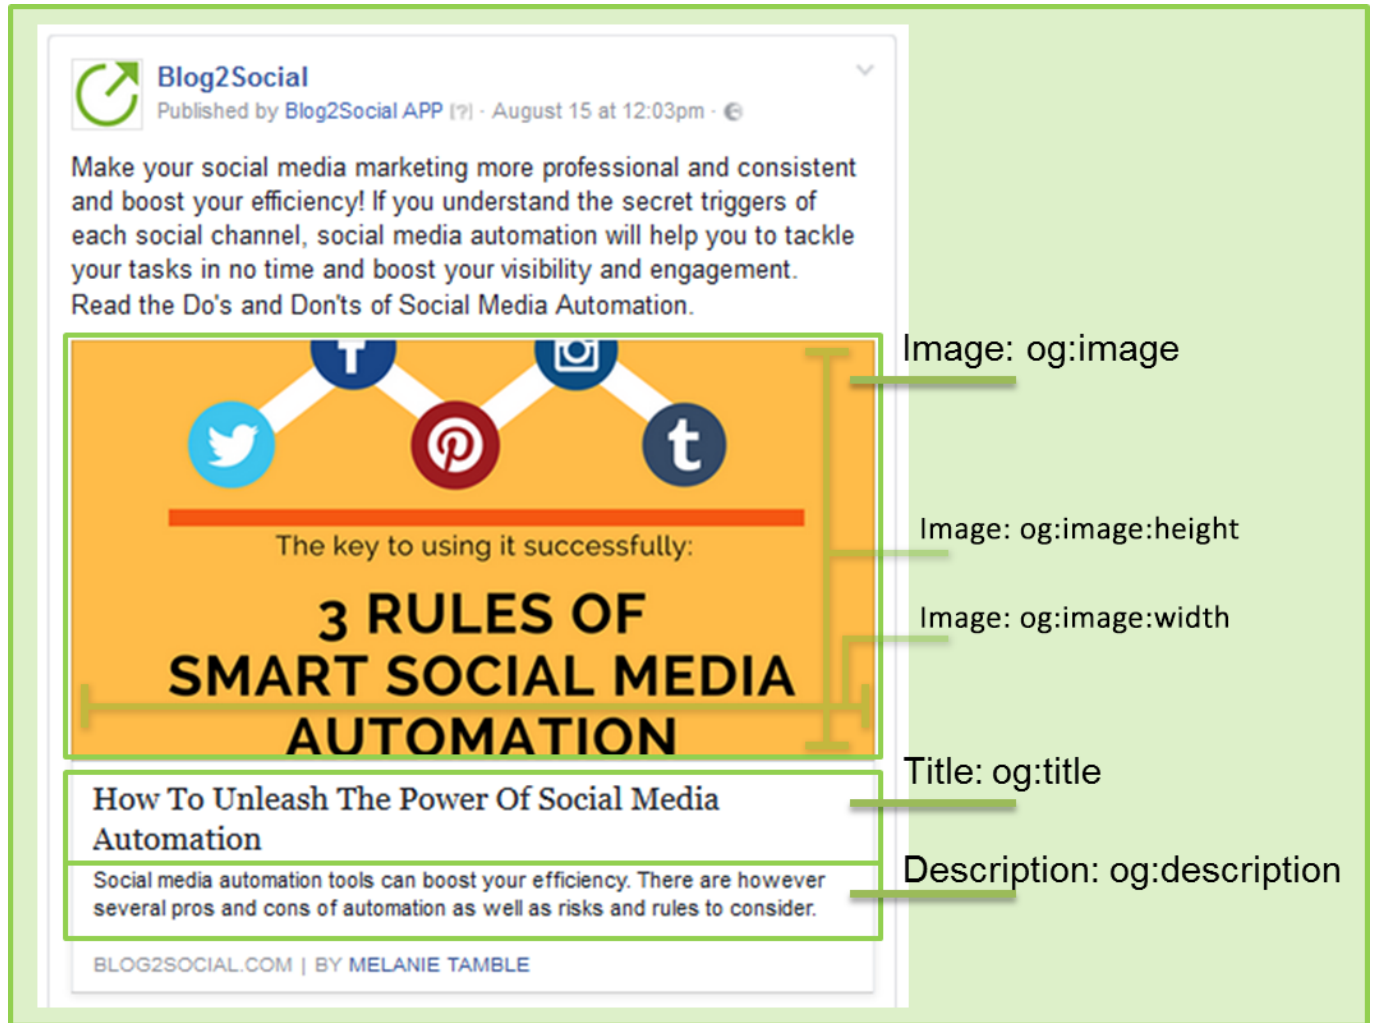 Blog2Social
Published by Blog2Social APP [?] · August 15 at 12:03pm ·
Make your social media marketing more professional and consistent
and boost your efficiency! If you understand the secret triggers of
each social channel, social media automation will help you to tackle
your tasks in no time and boost your visibility and engagement.
Read the Do's and Don'ts of Social Media Automation.
The key to using it successfully:
3 RULES OF
SMART SOCIAL MEDIA
AUTOMATION
Image: og:image
Image: og:image:height
Image: og:image:width
How To Unleash The Power Of Social Media
Automation
Title: og:title
Social media automation tools can boost your efficiency. There are however
several pros and cons of automation as well as risks and rules to consider.
Description: og:description
BLOG2SOCIAL.COM | BY MELANIE TAMBLE